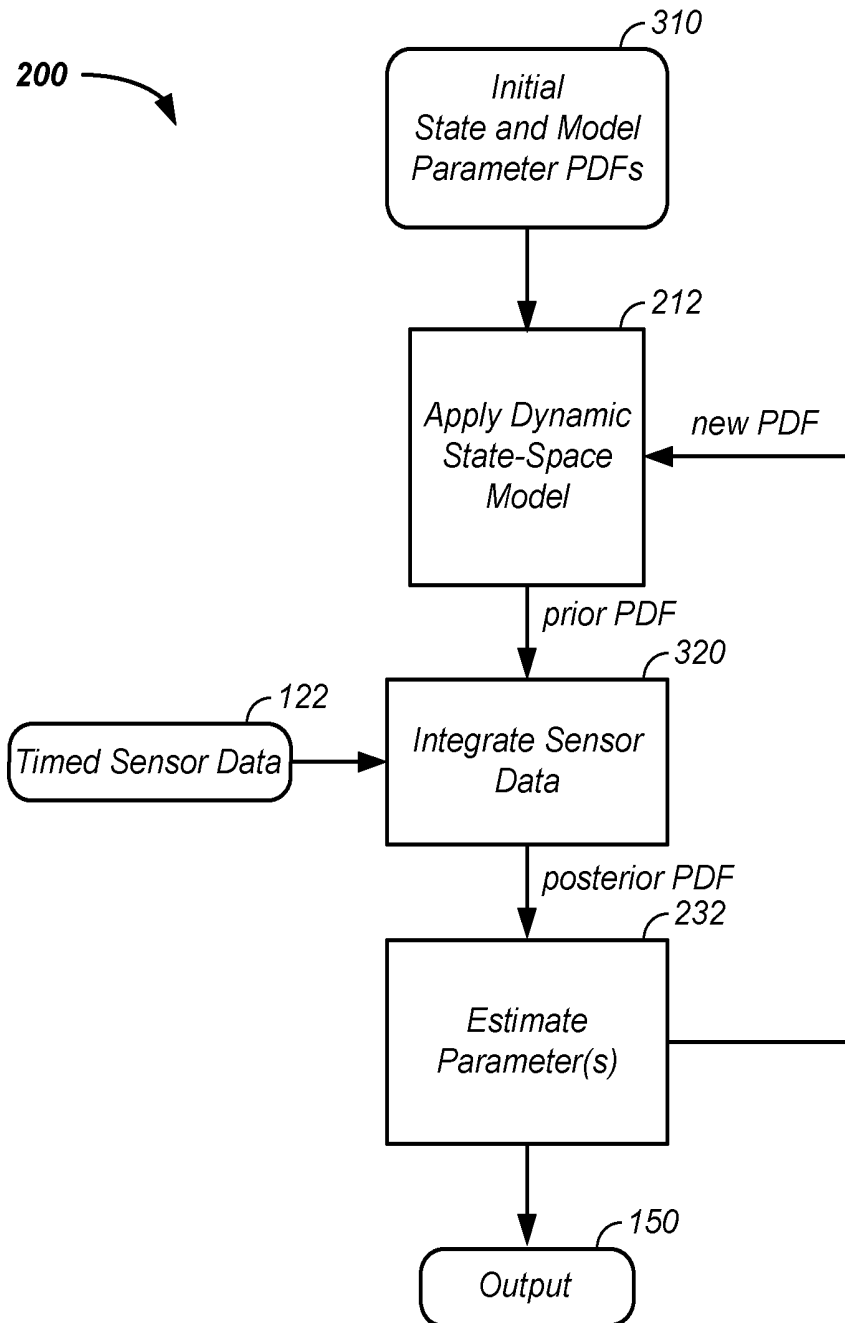 310
200
Initial
State and Model
Parameter PDFs
212
Apply Dynamic
State-Space
Model
new PDF
prior PDF
320
122
Timed Sensor Data
Integrate Sensor
Data
posterior PDF
232
Estimate
Parameter(s)
150
Output